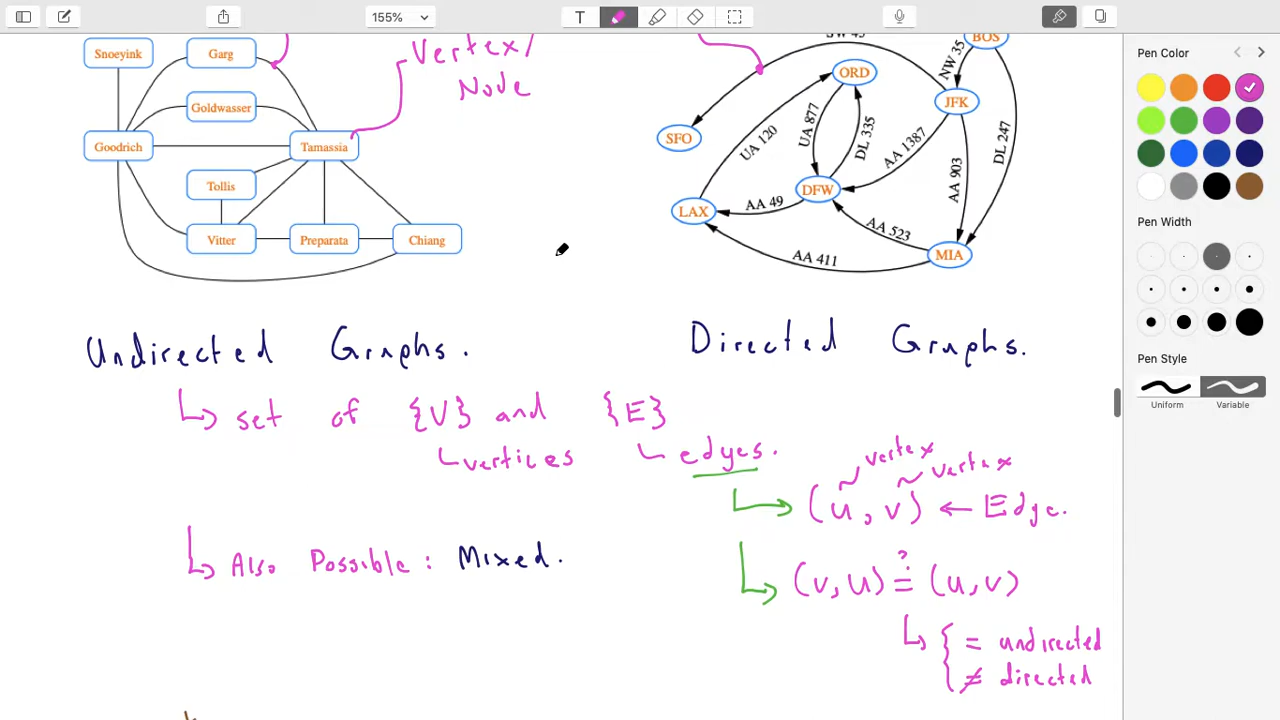 155%
T
Pen Color
Pen Width
Pen Style
Uniform
Variable
Snoeyink
Garg
Goldwasser
Goodrich
Tamassia
Tollis
Vitter
Preparata
Chiang
Vertex/
Node
BOS
ORD
JFK
SFO
DFW
LAX
MIA
SW 45
NW 35
UA 120
UA 877
DL 335
AA 1387
AA 903
DL 247
AA 49
AA 523
AA 411
Undirected Graphs.
Directed Graphs.
↳ set of {V} and {E}
vertices
edges.
vertex
vertex
(u, v) ← Edge.
↳ Also Possible: Mixed.
(v, u) ≟ (u, v)
= undirected
≠ directed